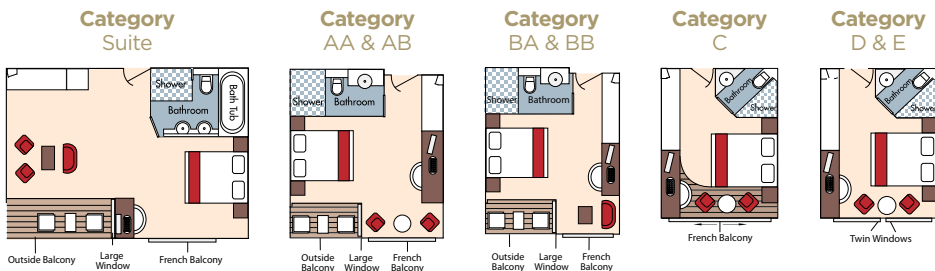 Category
Suite
Category
AA & AB
Category
BA & BB
Category
C
Category
D & E
Shower
Bathroom
Bath Tub
Outside Balcony
Large
Window
French Balcony
Shower
Bathroom
Outside
Balcony
Large
Window
French
Balcony
Shower
Bathroom
Outside
Balcony
Large
Window
French
Balcony
Bathroom
Shower
French Balcony
Bathroom
Shower
Twin Windows